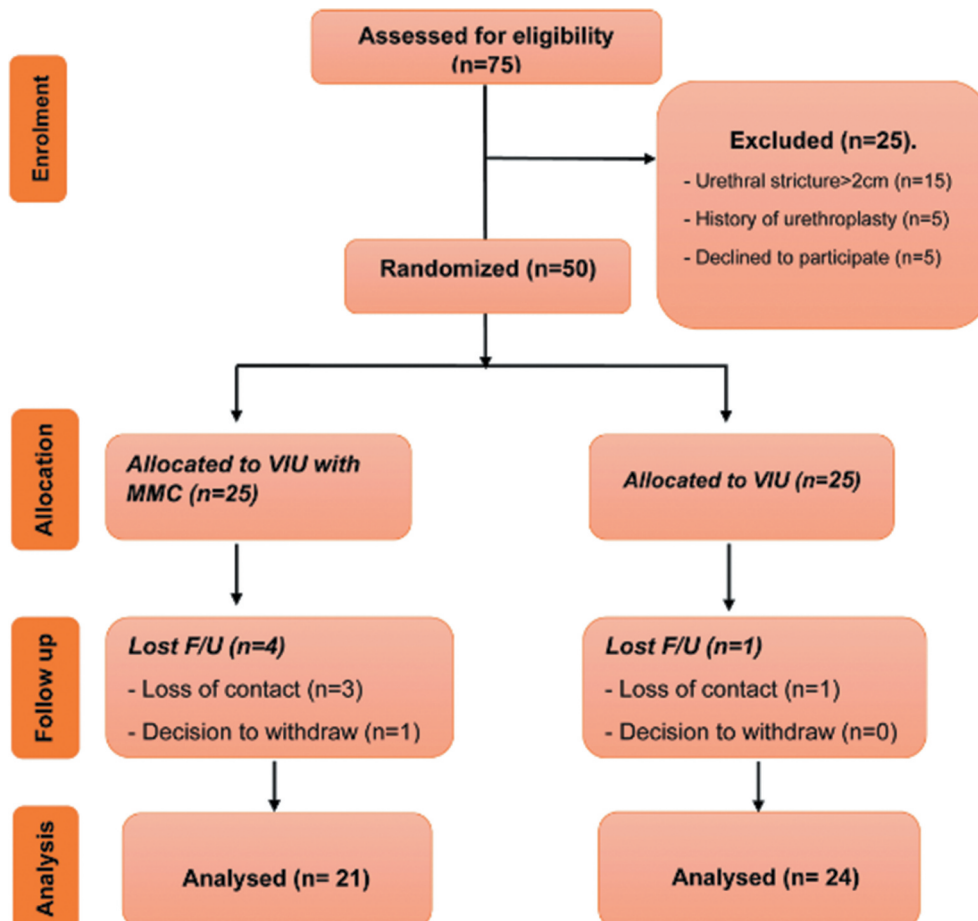 Enrolment
Assessed for eligibility
(n=75)
Excluded (n=25).
- Urethral stricture>2cm (n=15)
- History of urethroplasty (n=5)
- Declined to participate (n=5)
Randomized (n=50)
Allocation
Allocated to VIU with
MMC (n=25)
Allocated to VIU (n=25)
Follow up
Lost F/U (n=4)
- Loss of contact (n=3)
- Decision to withdraw (n=1)
Lost F/U (n=1)
- Loss of contact (n=1)
- Decision to withdraw (n=0)
Analysis
Analysed (n= 21)
Analysed (n= 24)